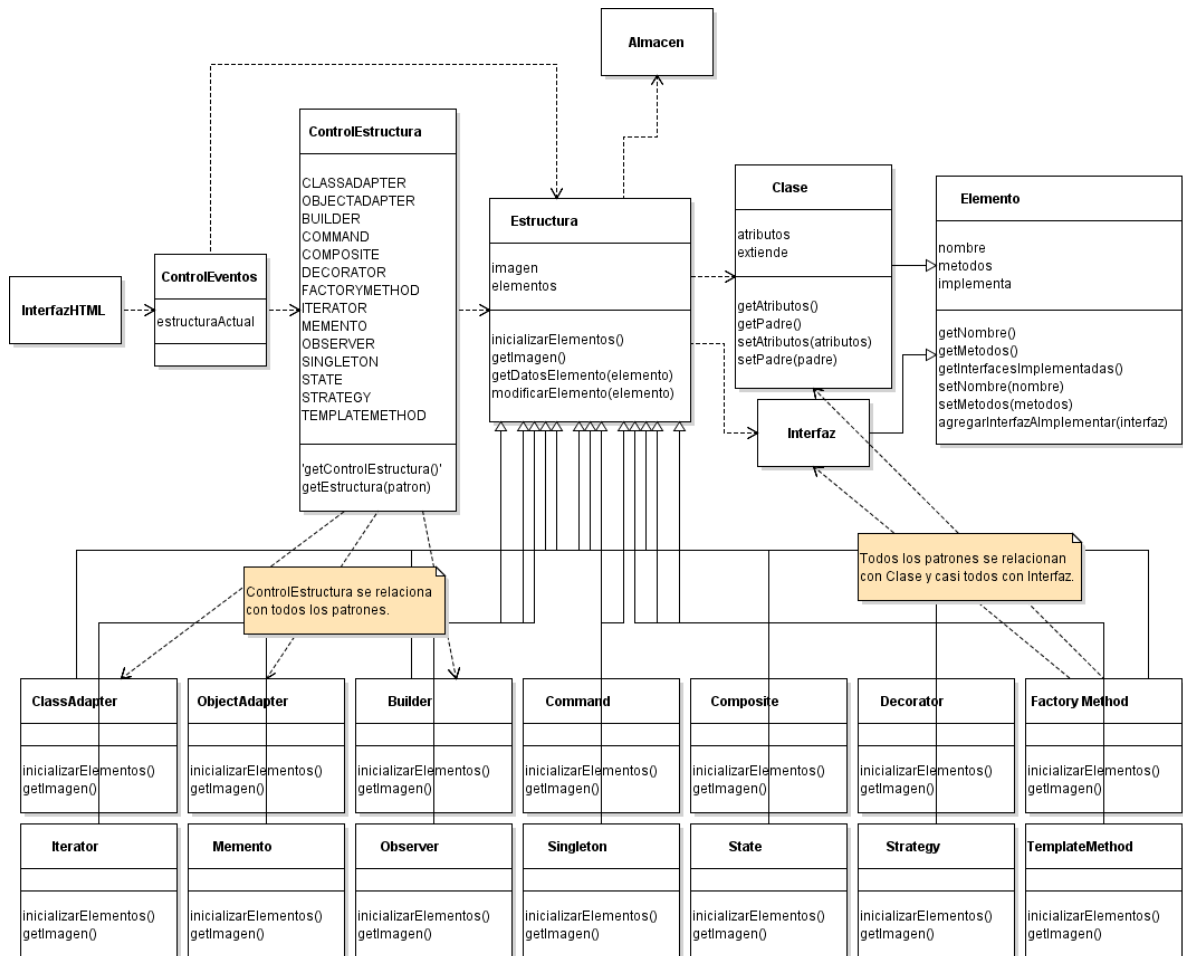 Almacen
ControlEstructura
CLASSADAPTER
OBJECTADAPTER
BUILDER
COMMAND
COMPOSITE
DECORATOR
FACTORYMETHOD
ITERATOR
MEMENTO
OBSERVER
SINGLETON
STATE
STRATEGY
TEMPLATEMETHOD
'getControlEstructura()'
getEstructura(patron)
InterfazHTML
ControlEventos
estructuraActual
Estructura
imagen
elementos
inicializarElementos()
getImagen()
getDatosElemento(elemento)
modificarElemento(elemento)
Clase
atributos
extiende
getAtributos()
getPadre()
setAtributos(atributos)
setPadre(padre)
Interfaz
Elemento
nombre
metodos
implementa
getNombre()
getMetodos()
getInterfacesImplementadas()
setNombre(nombre)
setMetodos(metodos)
agregarInterfazAImplementar(interfaz)
ControlEstructura se relaciona
con todos los patrones.
Todos los patrones se relacionan
con Clase y casi todos con Interfaz.
ClassAdapter
inicializarElementos()
getImagen()
ObjectAdapter
inicializarElementos()
getImagen()
Builder
inicializarElementos()
getImagen()
Command
inicializarElementos()
getImagen()
Composite
inicializarElementos()
getImagen()
Decorator
inicializarElementos()
getImagen()
Factory Method
inicializarElementos()
getImagen()
Iterator
inicializarElementos()
getImagen()
Memento
inicializarElementos()
getImagen()
Observer
inicializarElementos()
getImagen()
Singleton
inicializarElementos()
getImagen()
State
inicializarElementos()
getImagen()
Strategy
inicializarElementos()
getImagen()
TemplateMethod
inicializarElementos()
getImagen()